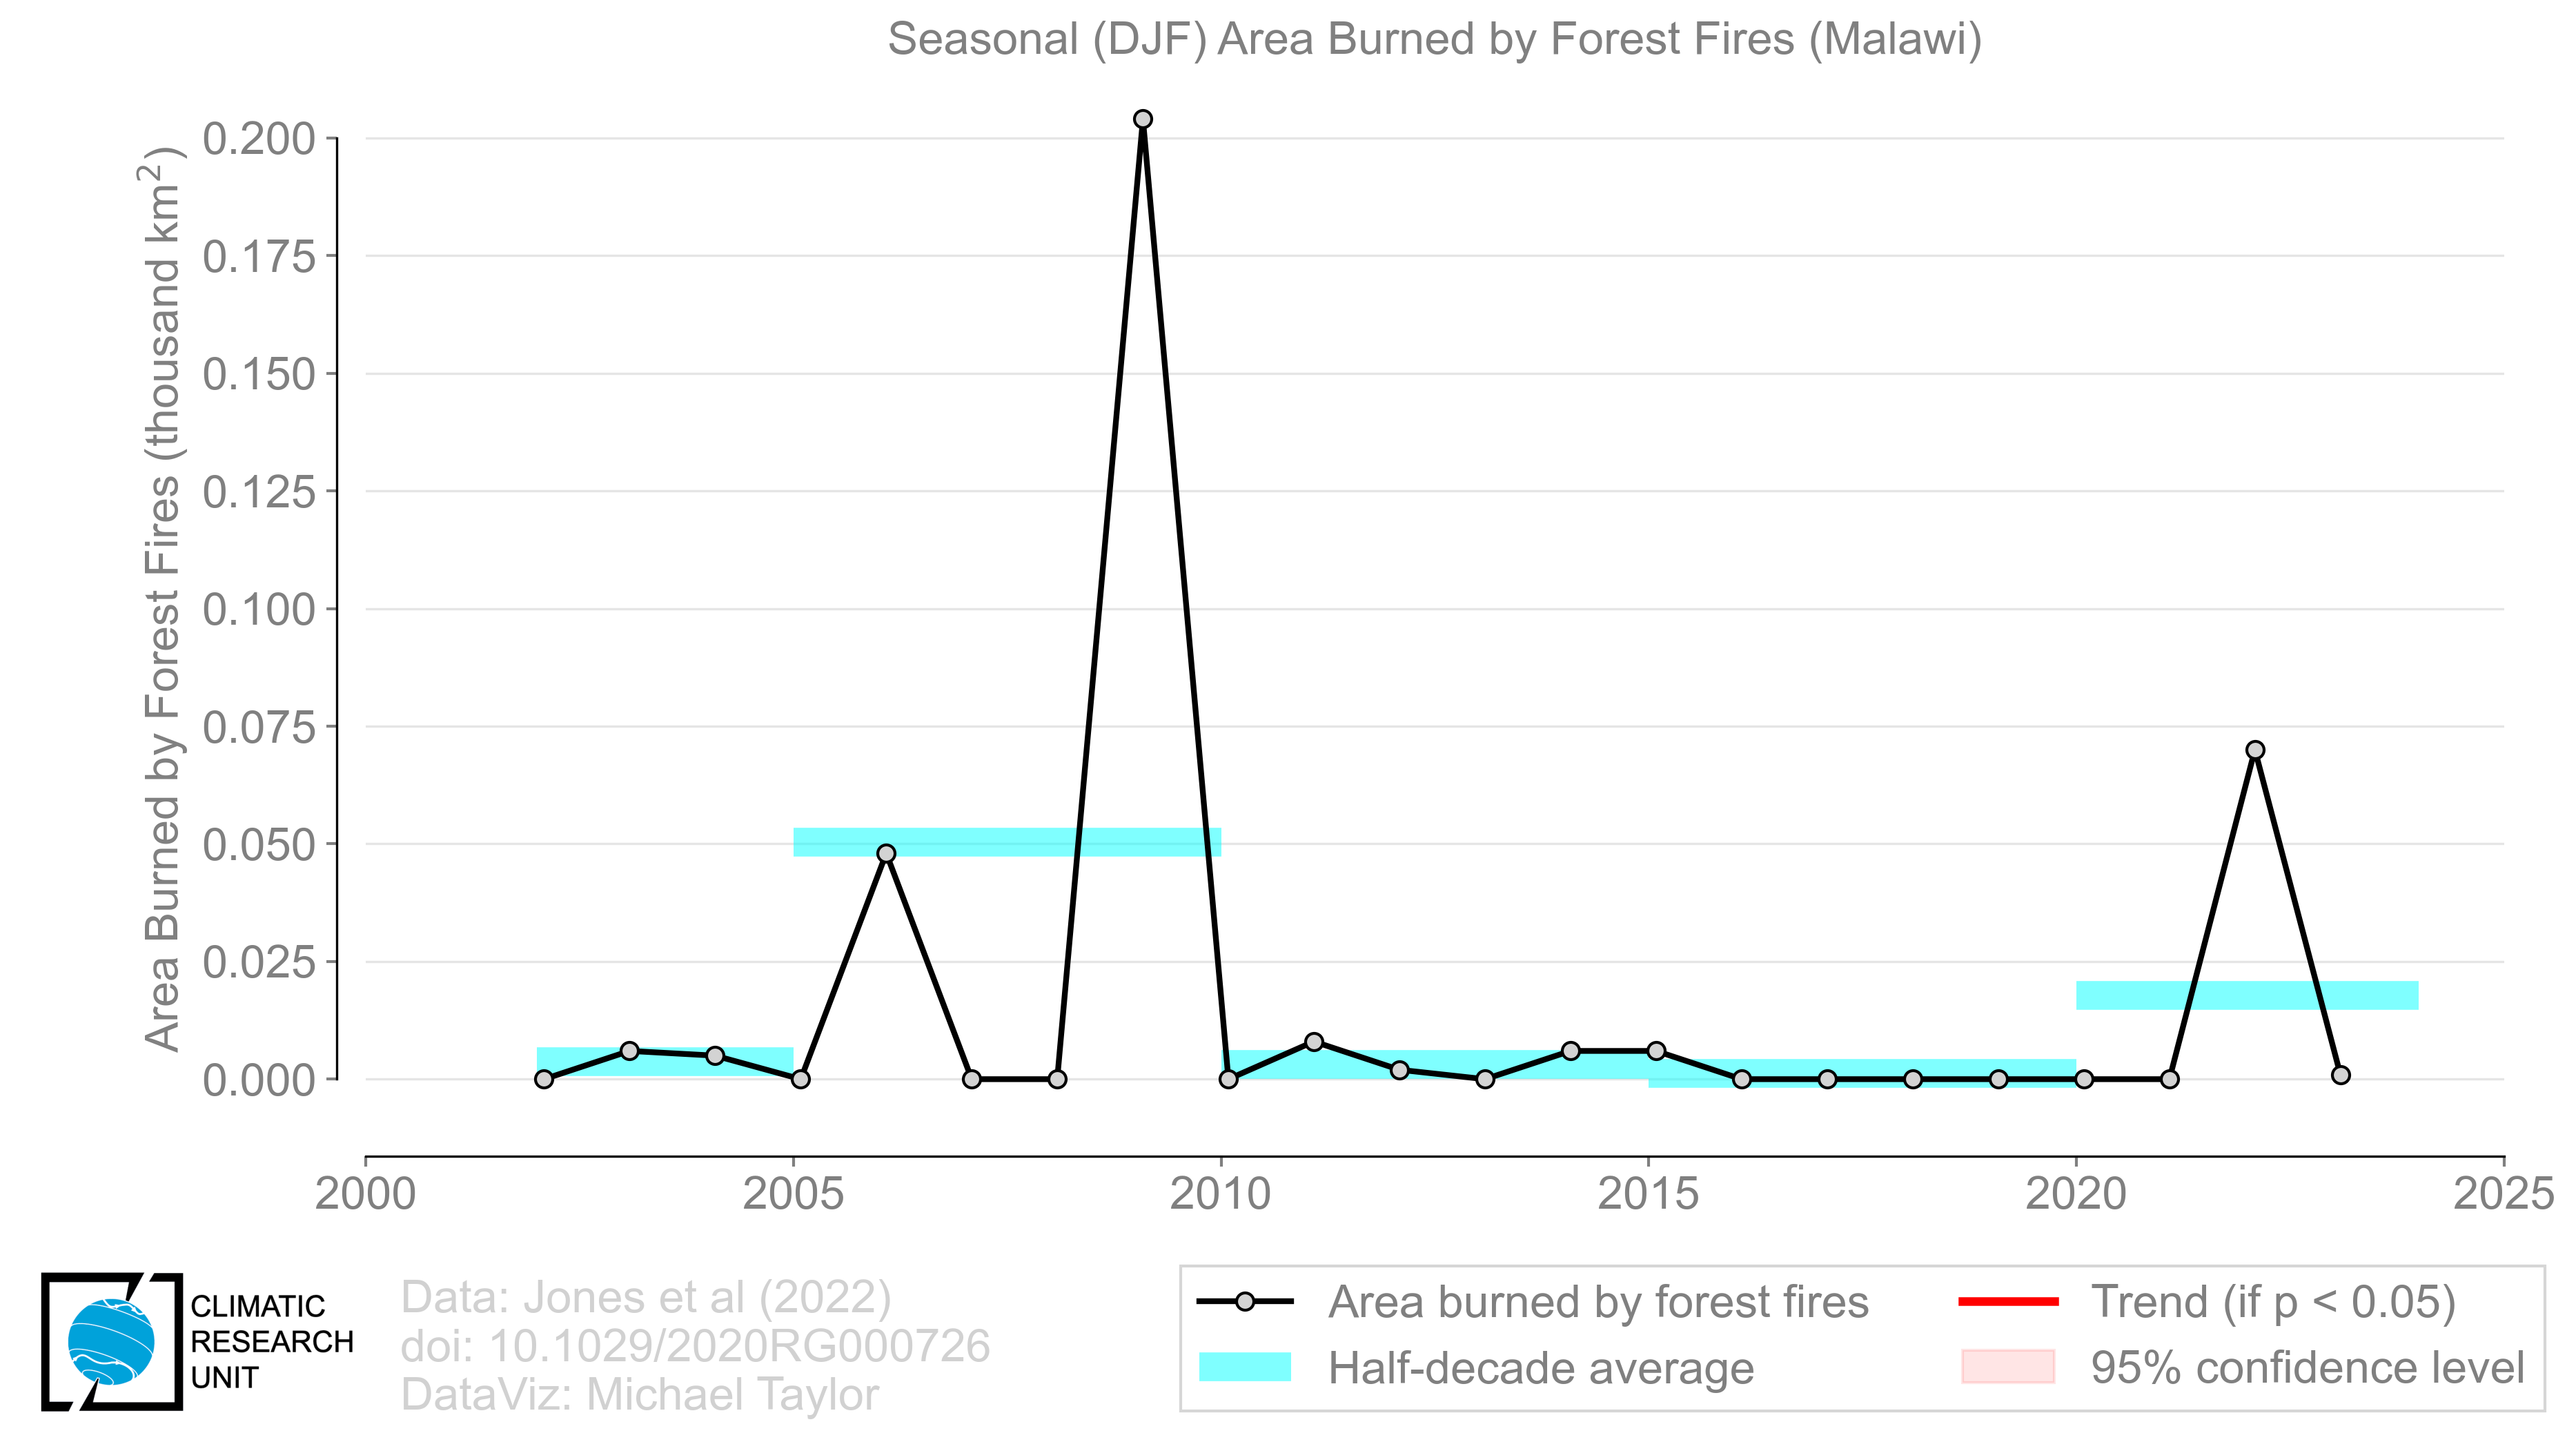 Seasonal (DJF) Area Burned by Forest Fires (Malawi)
Area Burned by Forest Fires (thousand km²)
0.200
0.175
0.150
0.125
0.100
0.075
0.050
0.025
0.000
2000 2005 2010 2015 2020 2025
CLIMATIC
RESEARCH
UNIT
Data: Jones et al (2022)
doi: 10.1029/2020RG000726
DataViz: Michael Taylor
Area burned by forest fires
Half-decade average
Trend (if p < 0.05)
95% confidence level